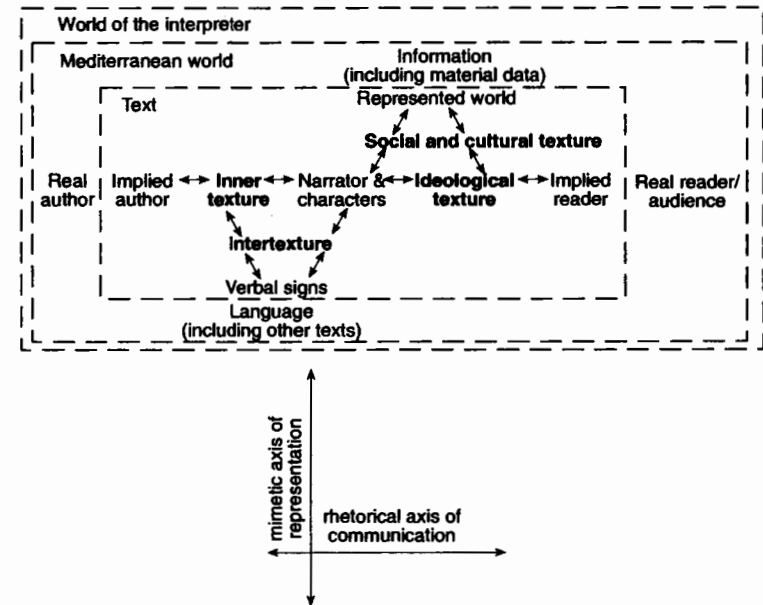 World of the interpreter
Mediterranean world
Information
(including material data)
Text
Represented world
Social and cultural texture
Real
author
Implied
author
Inner
texture
Narrator &
characters
Ideological
texture
Implied
reader
Real reader/
audience
Intertexture
Verbal signs
Language
(including other texts)
mimetic axis of
representation
rhetorical axis of
communication